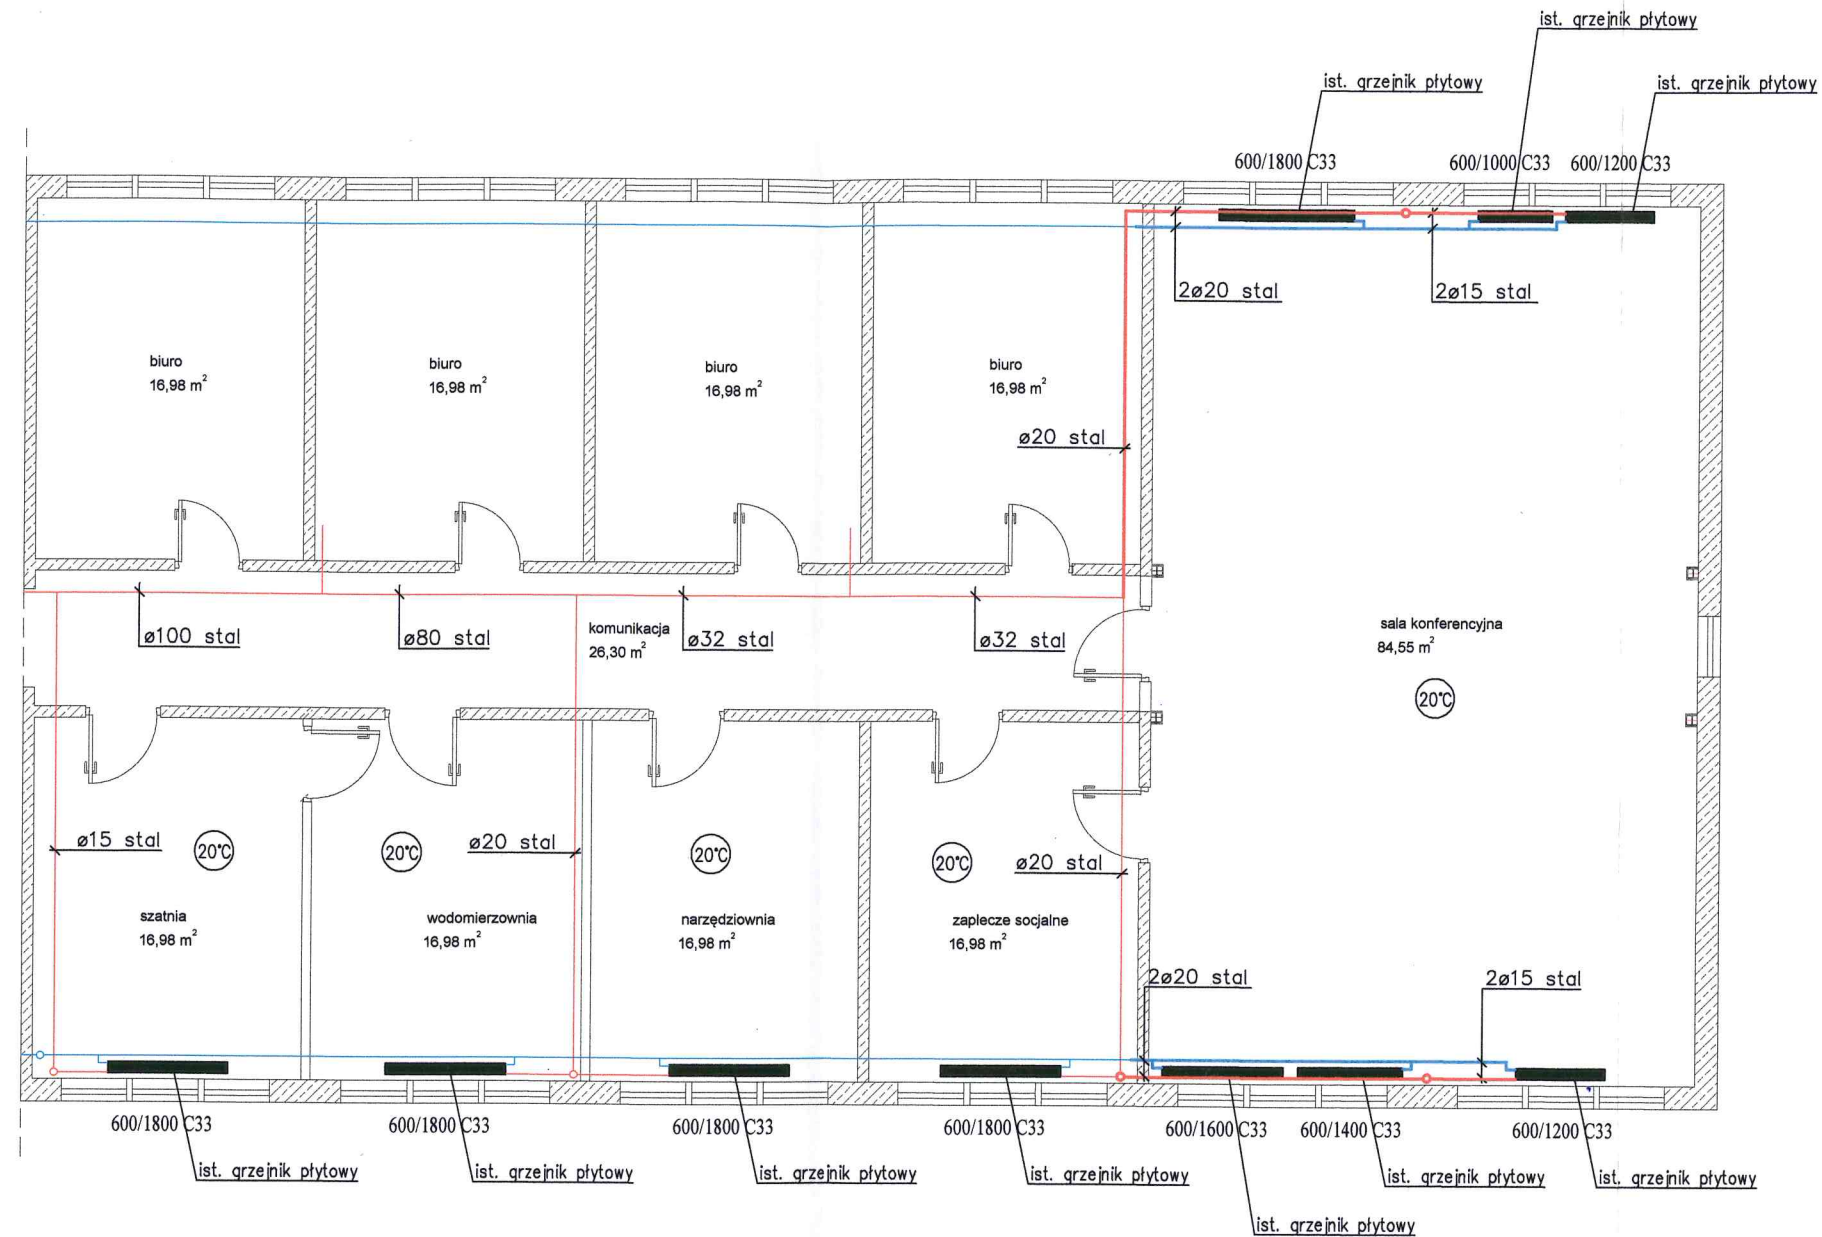 ist. grzejnik płytowy
ist. grzejnik płytowy
ist. grzejnik płytowy
600/1800 C33
600/1000 C33
600/1200 C33
2ø20 stal
2ø15 stal
biuro
16,98 m²
biuro
16,98 m²
biuro
16,98 m²
biuro
16,98 m²
ø20 stal
ø100 stal
ø80 stal
komunikacja
26,30 m²
ø32 stal
ø32 stal
sala konferencyjna
84,55 m²
20°C
ø15 stal
20°C
20°C
ø20 stal
20°C
20°C
ø20 stal
szatnia
16,98 m²
wodomierzownia
16,98 m²
narzędziownia
16,98 m²
zaplecze socjalne
16,98 m²
2ø20 stal
2ø15 stal
600/1800 C33
600/1800 C33
600/1800 C33
600/1800 C33
600/1600 C33
600/1400 C33
600/1200 C33
ist. grzejnik płytowy
ist. grzejnik płytowy
ist. grzejnik płytowy
ist. grzejnik płytowy
ist. grzejnik płytowy
ist. grzejnik płytowy
ist. grzejnik płytowy